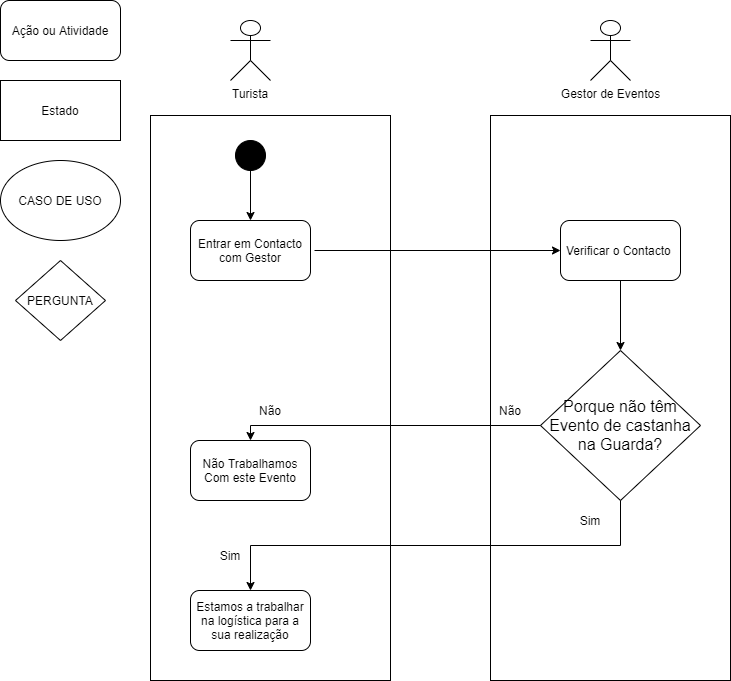 Ação ou Atividade
Estado
CASO DE USO
PERGUNTA
Turista
Gestor de Eventos
Entrar em Contacto
com Gestor
Verificar o Contacto
Porque não têm
Evento de castanha
na Guarda?
Não
Não
Não Trabalhamos
Com este Evento
Sim
Sim
Estamos a trabalhar
na logística para a
sua realização